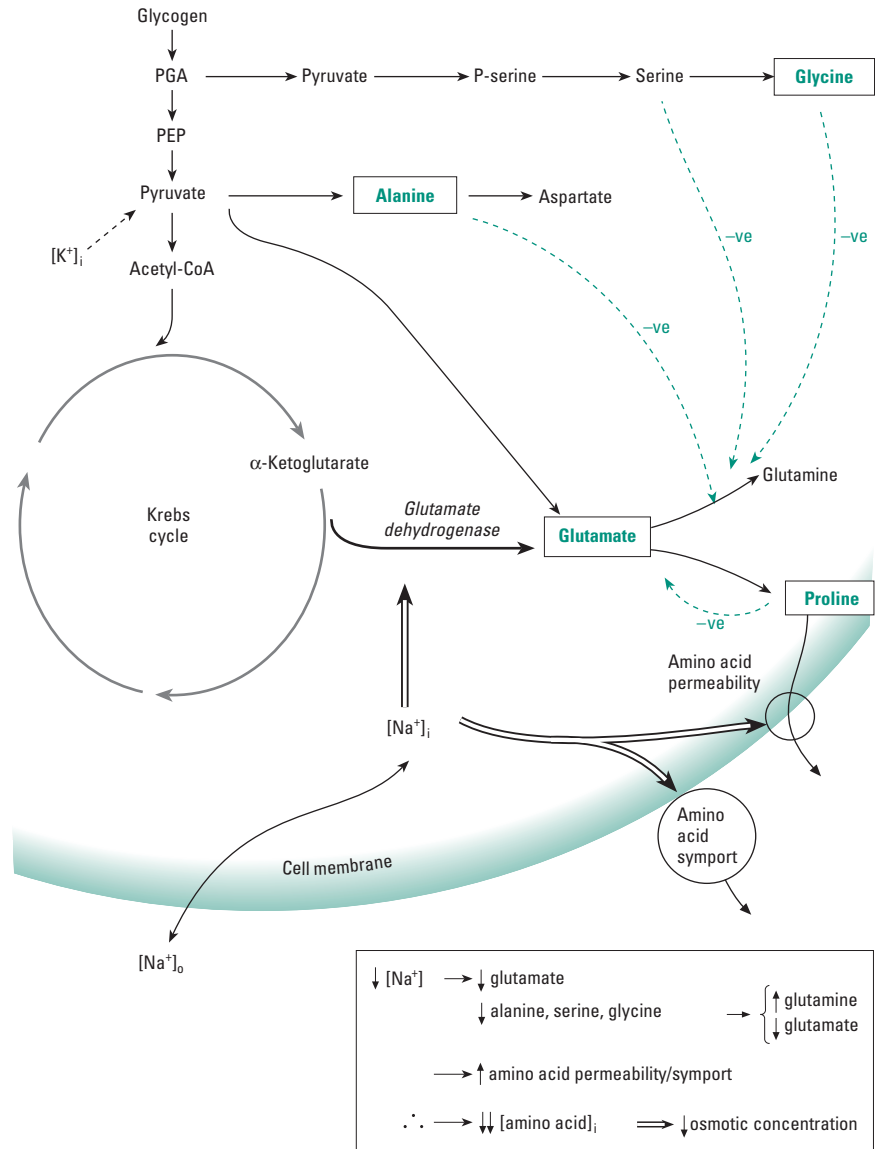 Glycogen
PGA Pyruvate P-serine Serine Glycine
PEP
Pyruvate Alanine Aspartate
–ve –ve
[K⁺]ᵢ
Acetyl-CoA
–ve
α-Ketoglutarate
Glutamine
Krebs
cycle
Glutamate
dehydrogenase
Glutamate
Proline
–ve
Amino acid
permeability
[Na⁺]ᵢ
Amino
acid
symport
Cell membrane
[Na⁺]ₒ
↓ [Na⁺] → ↓ glutamate
↓ alanine, serine, glycine → { ↑ glutamine
↓ glutamate
→ ↑ amino acid permeability/symport
∴ → ↓↓ [amino acid]ᵢ ⇒ ↓ osmotic concentration